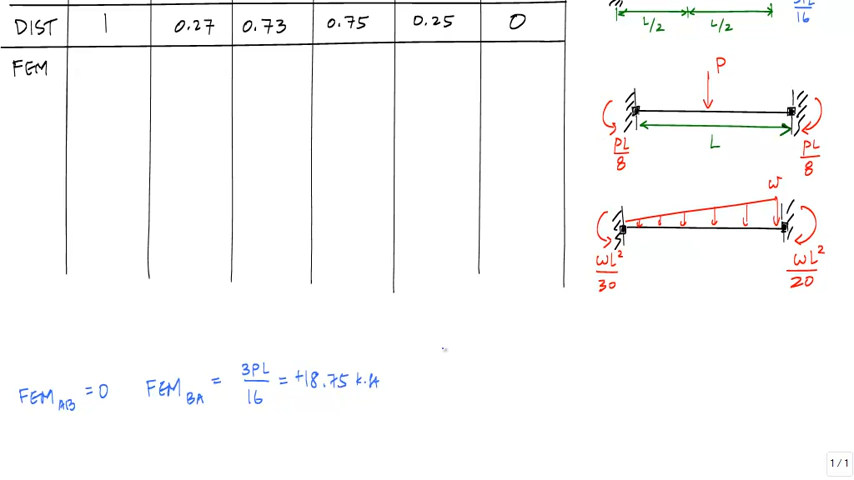 DIST 1 0.27 0.73 0.75 0.25 0
FEM
L/2 L/2
3PL
16
P
L
PL
8
PL
8
w
wL²
30
wL²
20
FEM_AB = 0 FEM_BA = 3PL/16 = +18.75 k.ft
1 / 1